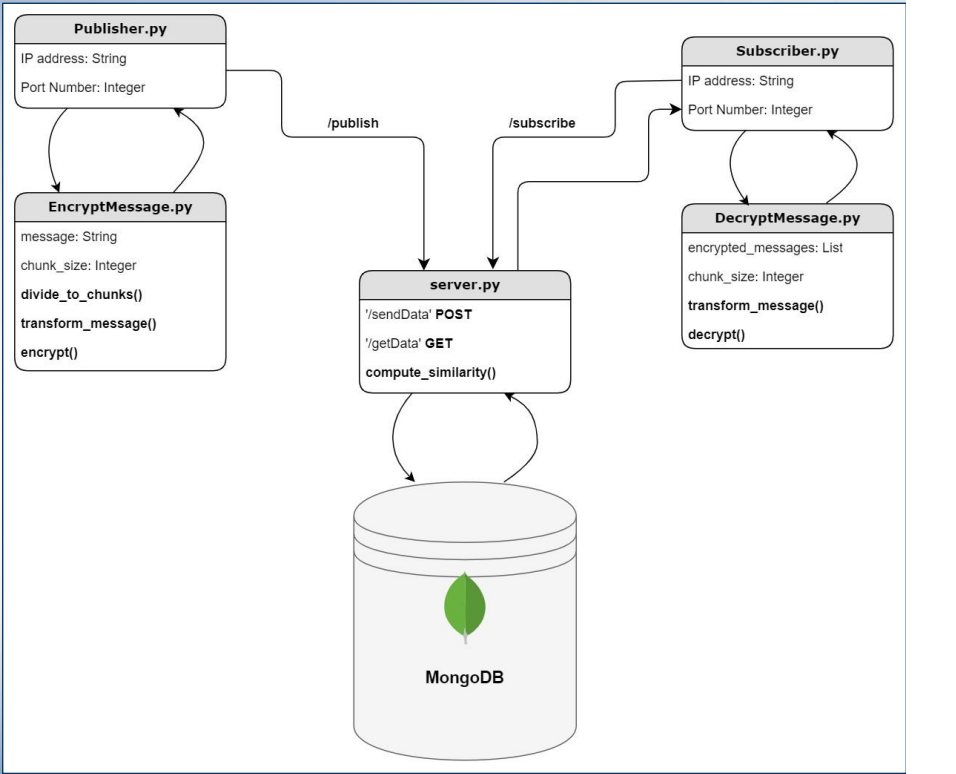 Publisher.py
IP address: String
Port Number: Integer
Subscriber.py
IP address: String
Port Number: Integer
/publish
/subscribe
EncryptMessage.py
message: String
chunk_size: Integer
divide_to_chunks()
transform_message()
encrypt()
DecryptMessage.py
encrypted_messages: List
chunk_size: Integer
transform_message()
decrypt()
server.py
'/sendData' POST
'/getData' GET
compute_similarity()
MongoDB